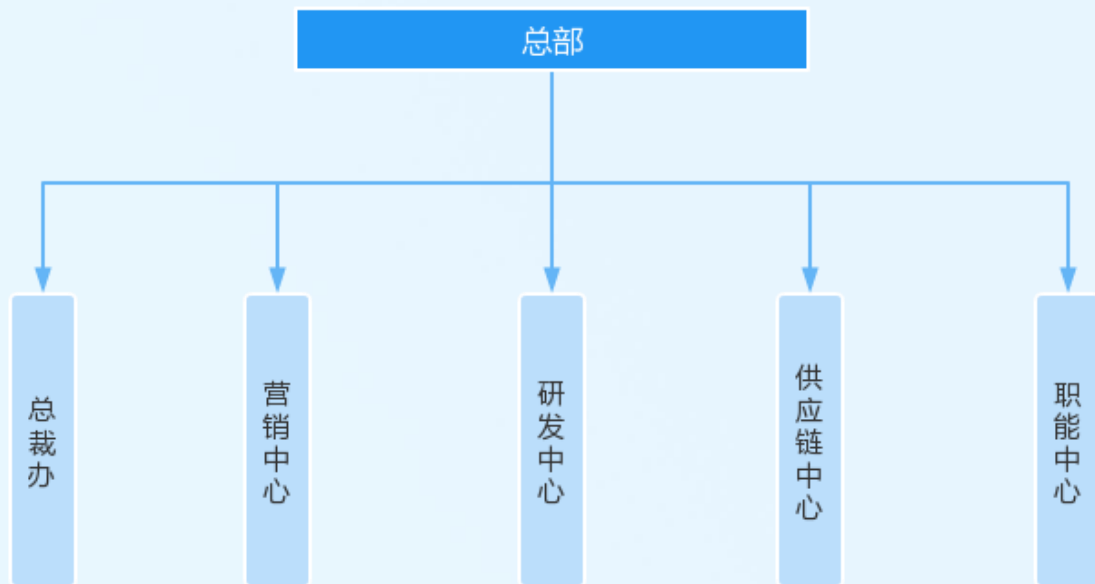 总部
总裁办
营销中心
研发中心
供应链中心
职能中心